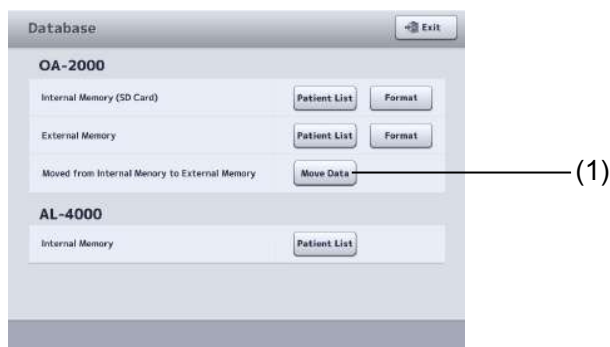 Database
Exit
OA-2000
Internal Memory (SD Card) Patient List Format
External Memory Patient List Format
Moved from Internal Menory to External Memory Move Data (1)
AL-4000
Internal Memory Patient List